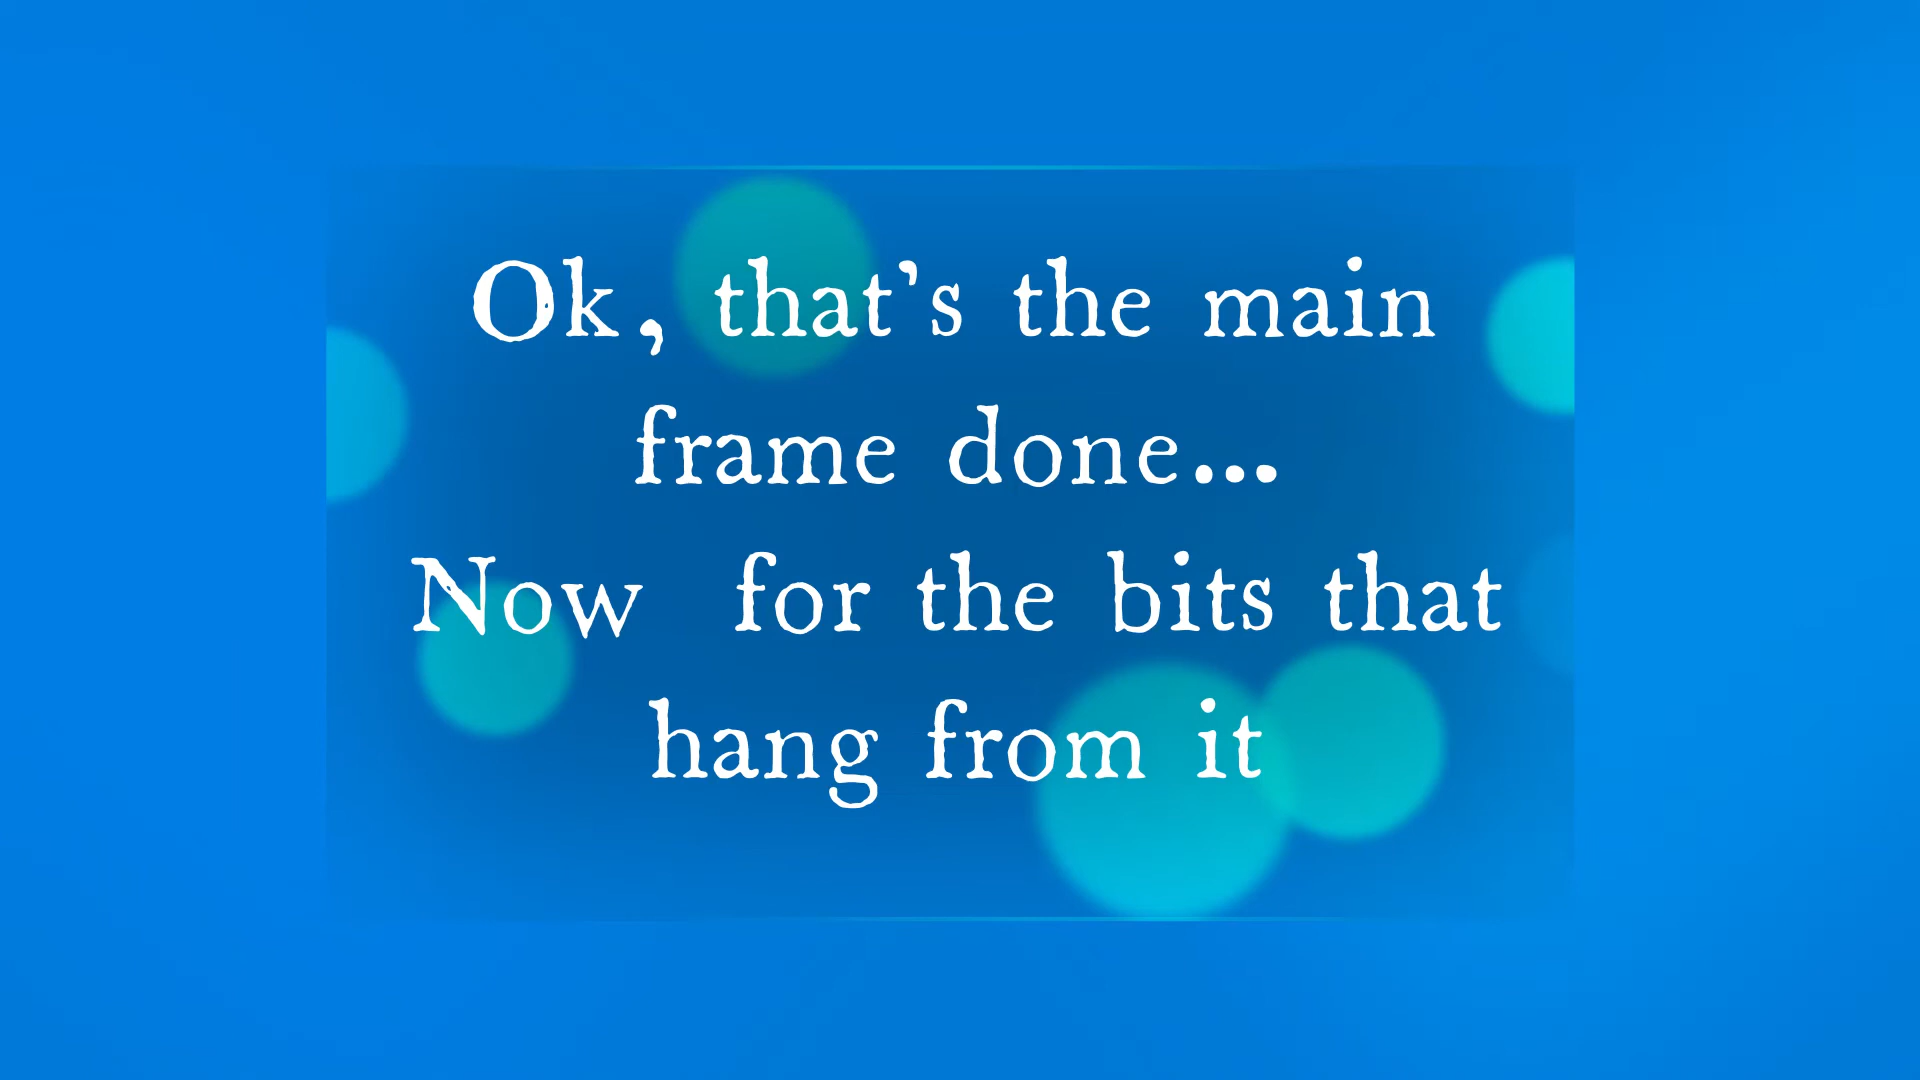 Ok, that's the main
frame done...
Now for the bits that
hang from it